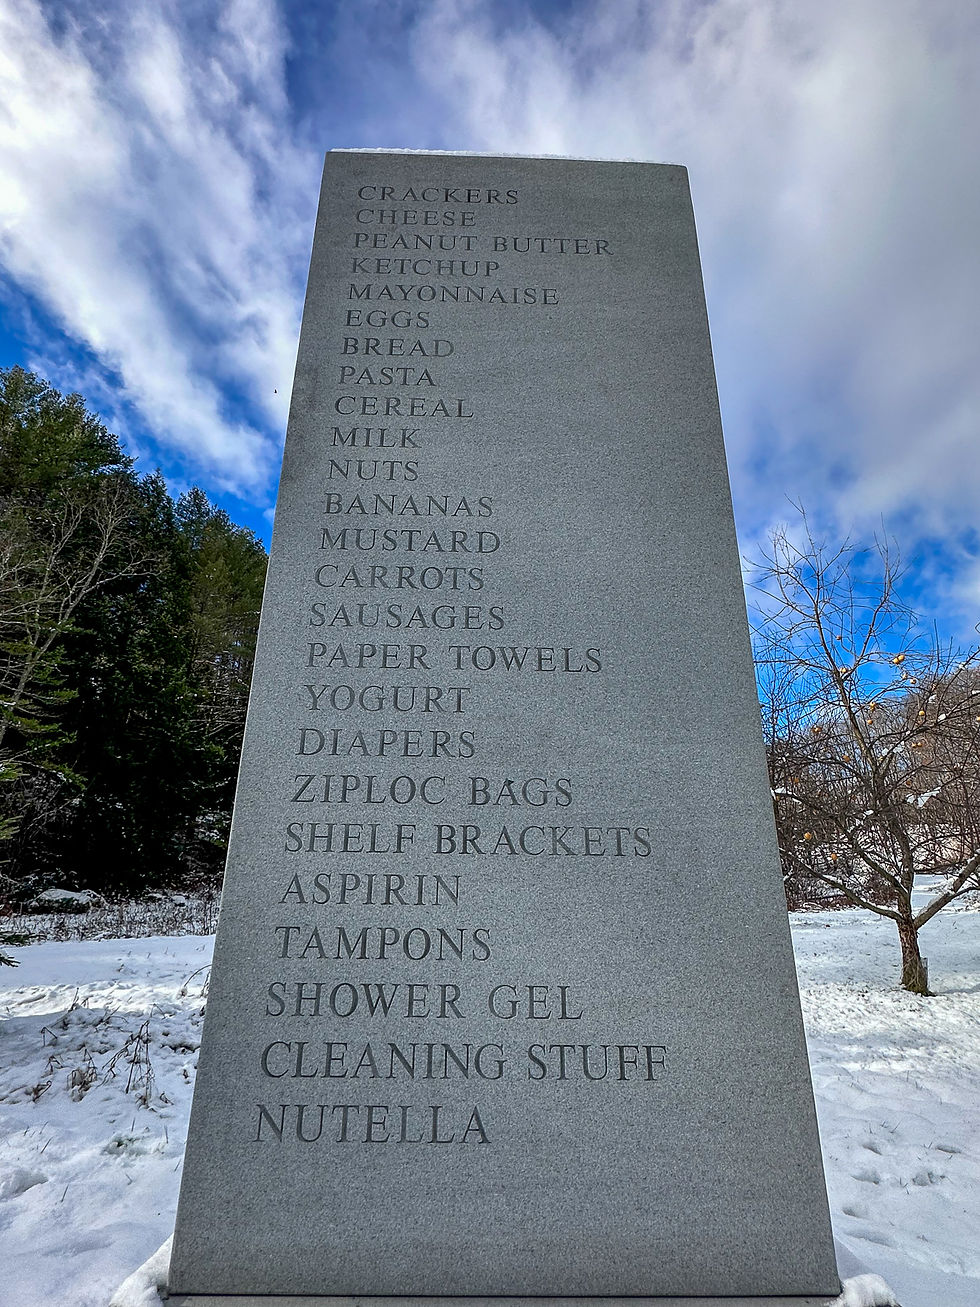 CRACKERS
CHEESE
PEANUT BUTTER
KETCHUP
MAYONNAISE
EGGS
BREAD
PASTA
CEREAL
MILK
NUTS
BANANAS
MUSTARD
CARROTS
SAUSAGES
PAPER TOWELS
YOGURT
DIAPERS
ZIPLOC BAGS
SHELF BRACKETS
ASPIRIN
TAMPONS
SHOWER GEL
CLEANING STUFF
NUTELLA